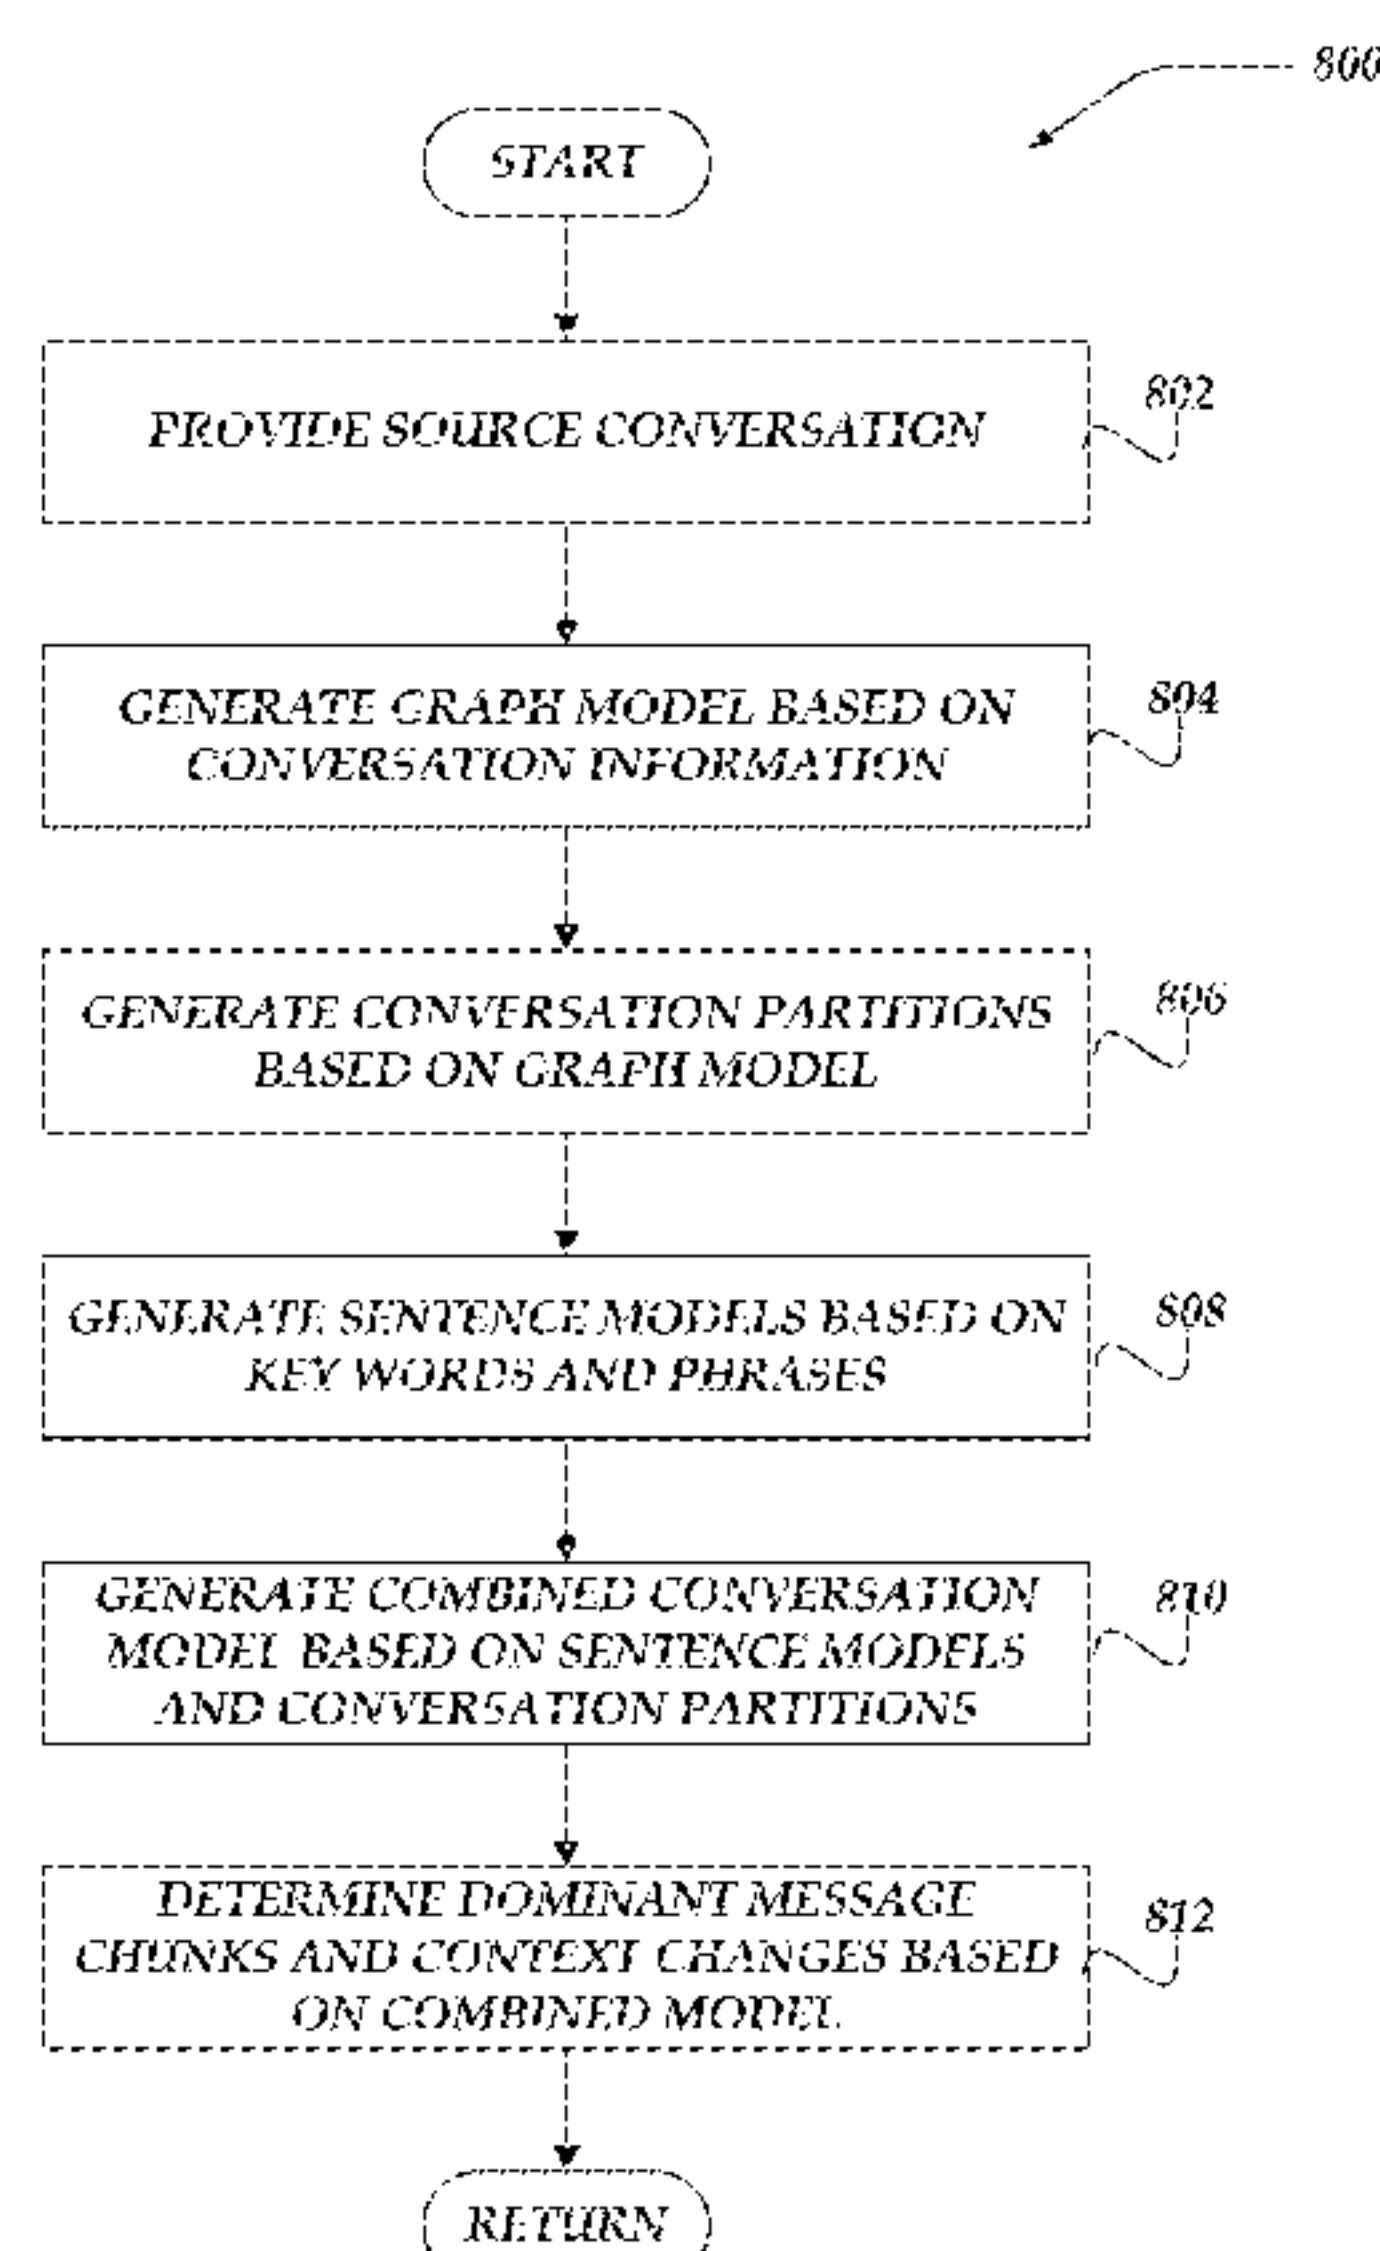 800
START
PROVIDE SOURCE CONVERSATION
802
GENERATE GRAPH MODEL BASED ON
CONVERSATION INFORMATION
804
GENERATE CONVERSATION PARTITIONS
BASED ON GRAPH MODEL
806
GENERATE SENTENCE MODELS BASED ON
KEY WORDS AND PHRASES
808
GENERATE COMBINED CONVERSATION
MODEL BASED ON SENTENCE MODELS
AND CONVERSATION PARTITIONS
810
DETERMINE DOMINANT MESSAGE
CHUNKS AND CONTEXT CHANGES BASED
ON COMBINED MODEL
812
RETURN